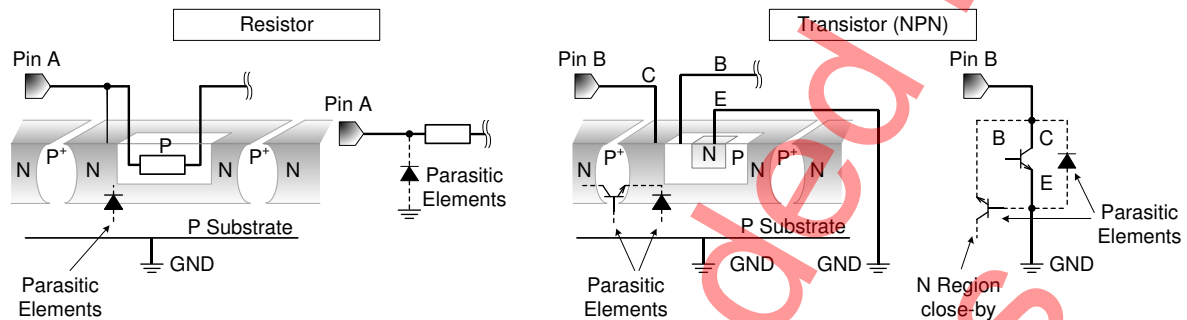 Resistor
Pin A
P
N
P+
N
N
P+
N
P Substrate
GND
Parasitic
Elements
Pin A
Parasitic
Elements
Transistor (NPN)
Pin B
C
B
E
N
P+
N
N
P
N
P+
N
P Substrate
GND
GND
Parasitic
Elements
Pin B
B
C
E
Parasitic
Elements
GND
N Region
close-by